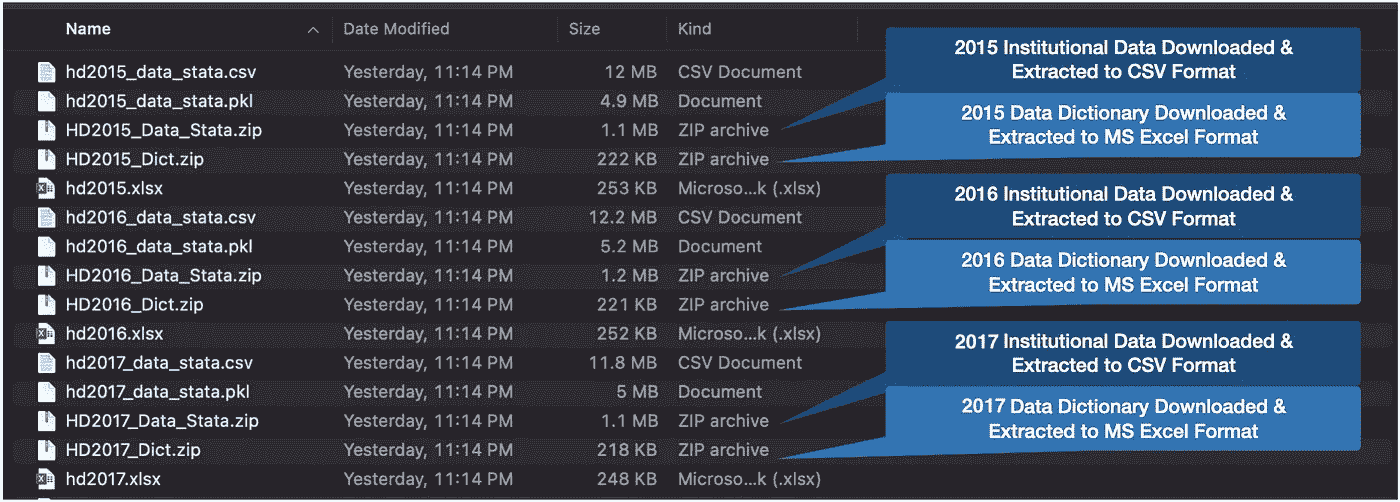 Name Date Modified Size Kind
hd2015_data_stata.csv Yesterday, 11:14 PM 12 MB CSV Document
hd2015_data_stata.pkl Yesterday, 11:14 PM 4.9 MB Document
HD2015_Data_Stata.zip Yesterday, 11:14 PM 1.1 MB ZIP archive
HD2015_Dict.zip Yesterday, 11:14 PM 222 KB ZIP archive
hd2015.xlsx Yesterday, 11:14 PM 253 KB Microso...k (.xlsx)
hd2016_data_stata.csv Yesterday, 11:14 PM 12.2 MB CSV Document
hd2016_data_stata.pkl Yesterday, 11:14 PM 5.2 MB Document
HD2016_Data_Stata.zip Yesterday, 11:14 PM 1.2 MB ZIP archive
HD2016_Dict.zip Yesterday, 11:14 PM 221 KB ZIP archive
hd2016.xlsx Yesterday, 11:14 PM 252 KB Microso...k (.xlsx)
hd2017_data_stata.csv Yesterday, 11:14 PM 11.8 MB CSV Document
hd2017_data_stata.pkl Yesterday, 11:14 PM 5 MB Document
HD2017_Data_Stata.zip Yesterday, 11:14 PM 1.1 MB ZIP archive
HD2017_Dict.zip Yesterday, 11:14 PM 218 KB ZIP archive
hd2017.xlsx Yesterday, 11:14 PM 248 KB Microso...k (.xlsx)
2015 Institutional Data Downloaded &
Extracted to CSV Format
2015 Data Dictionary Downloaded &
Extracted to MS Excel Format
2016 Institutional Data Downloaded &
Extracted to CSV Format
2016 Data Dictionary Downloaded &
Extracted to MS Excel Format
2017 Institutional Data Downloaded &
Extracted to CSV Format
2017 Data Dictionary Downloaded &
Extracted to MS Excel Format